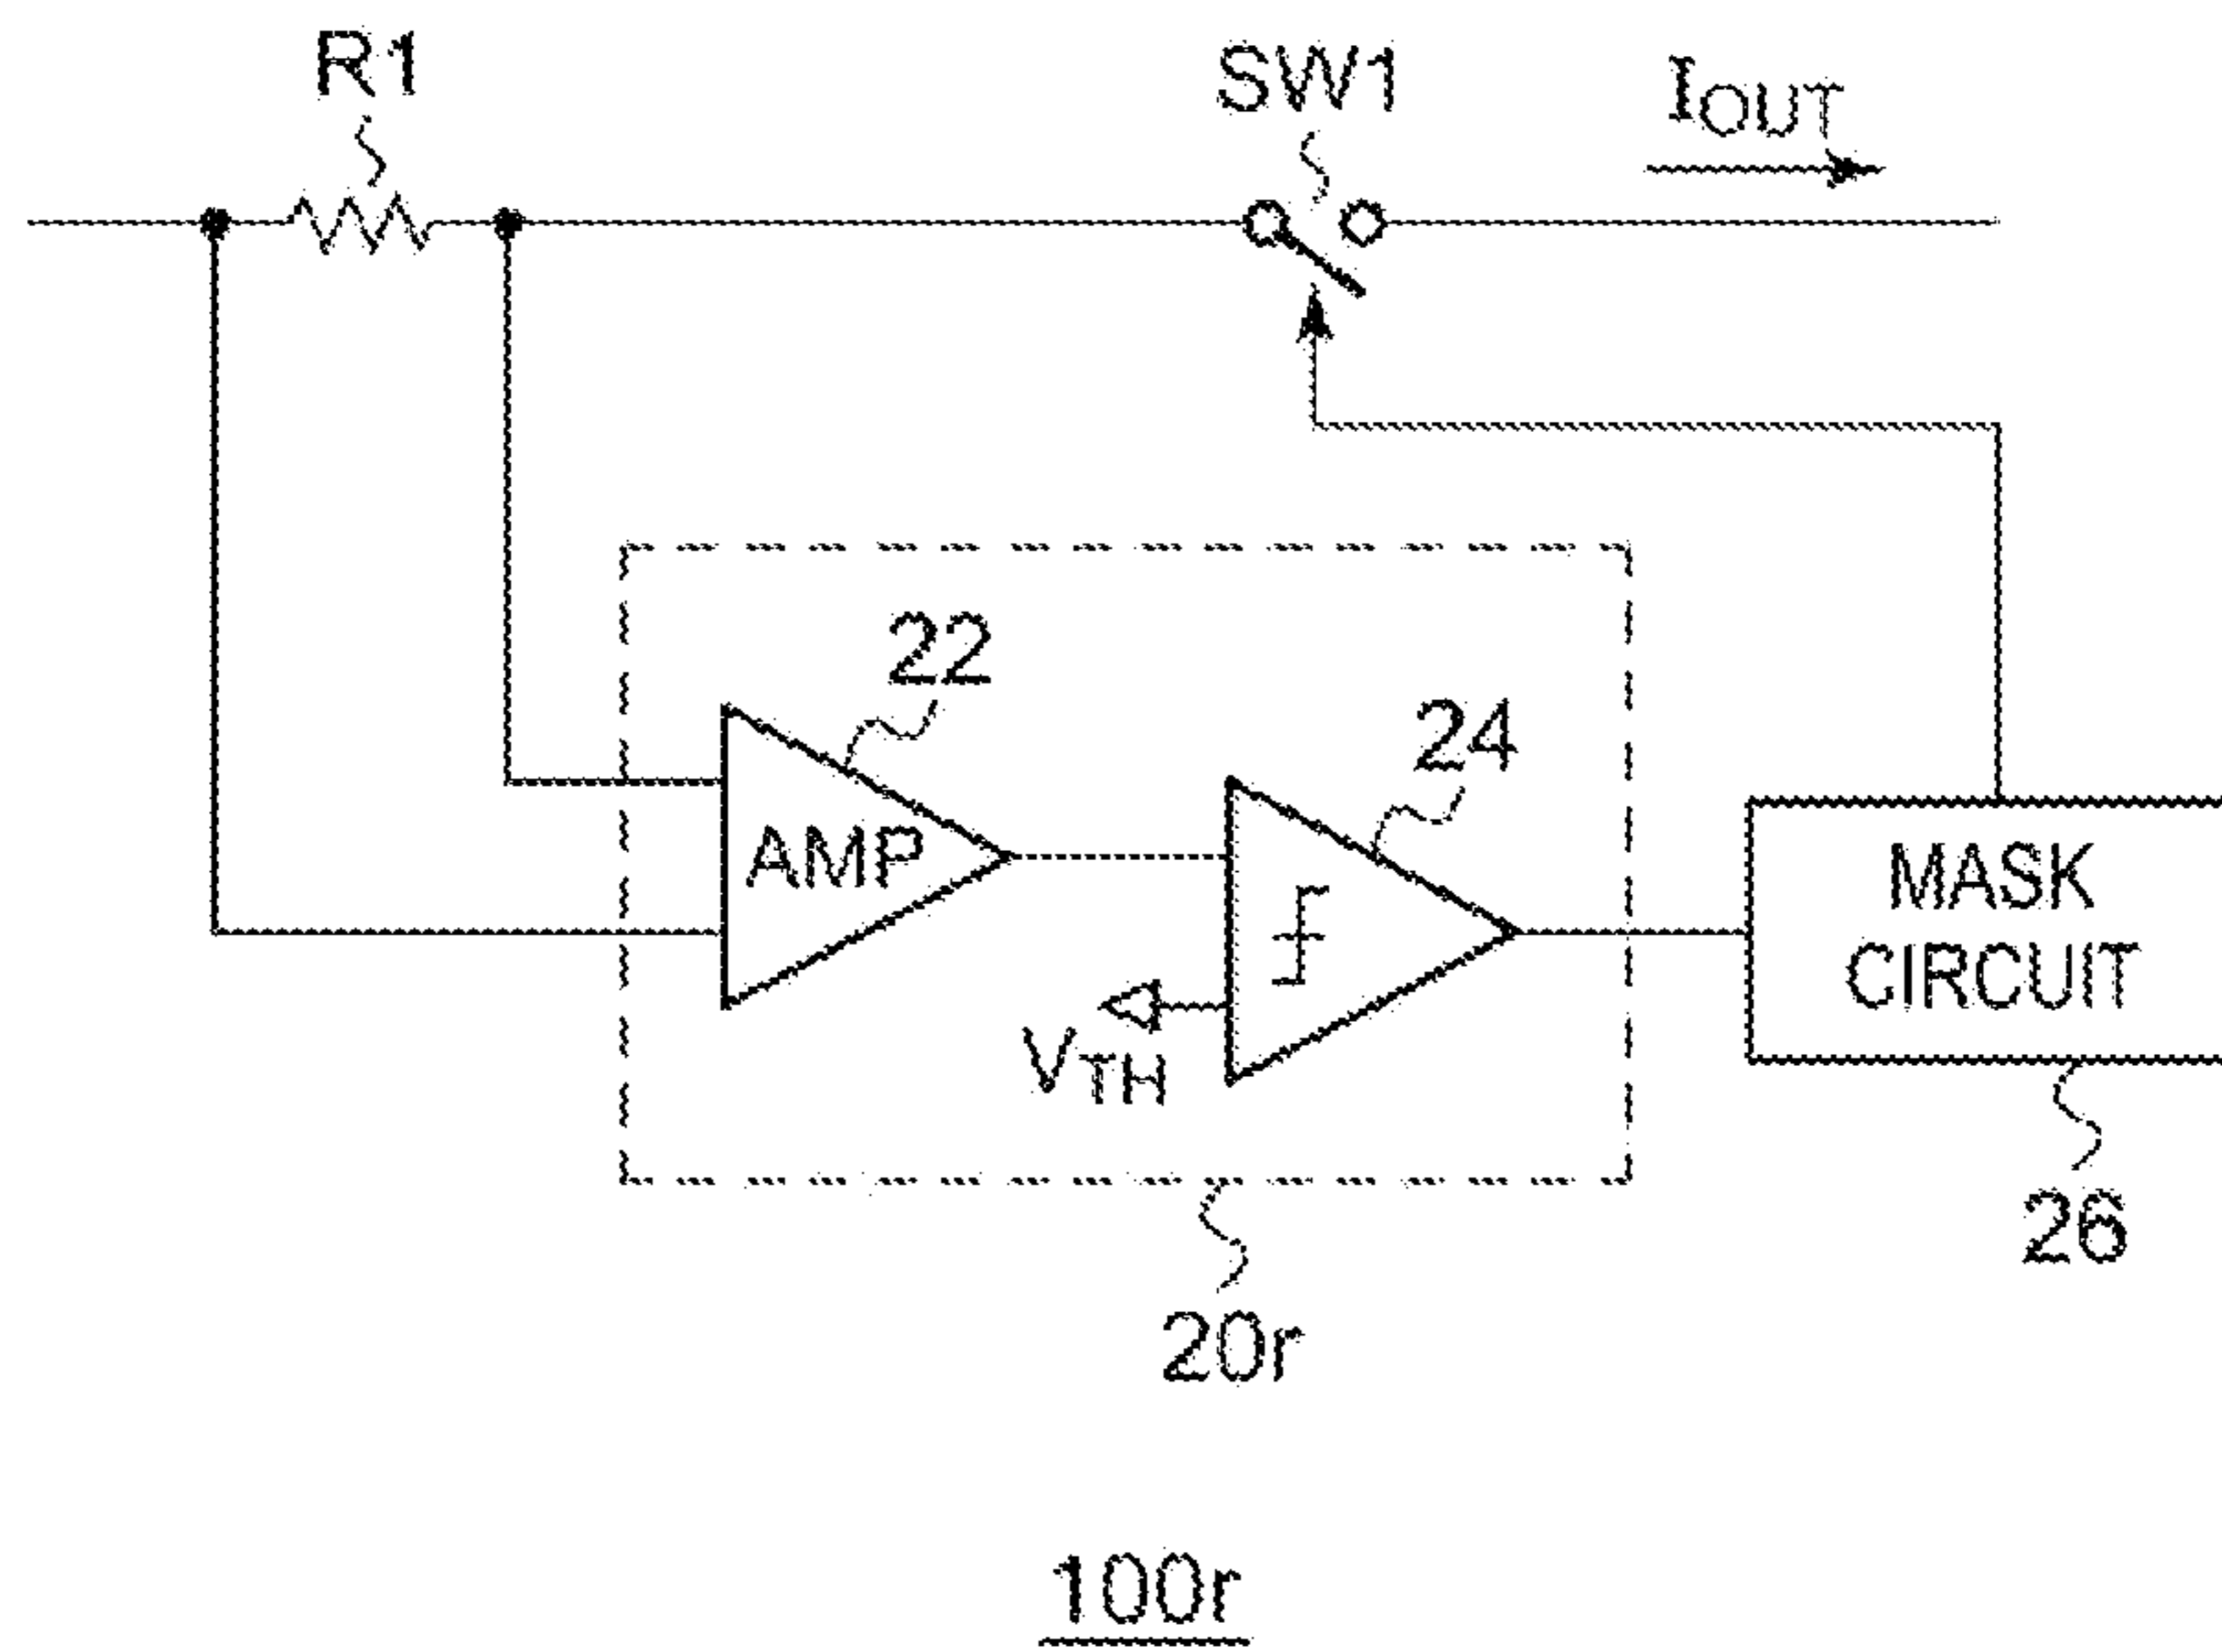 R1
SW1
IOUT
22
24
AMP
MASK
CIRCUIT
VTH
26
20r
100r